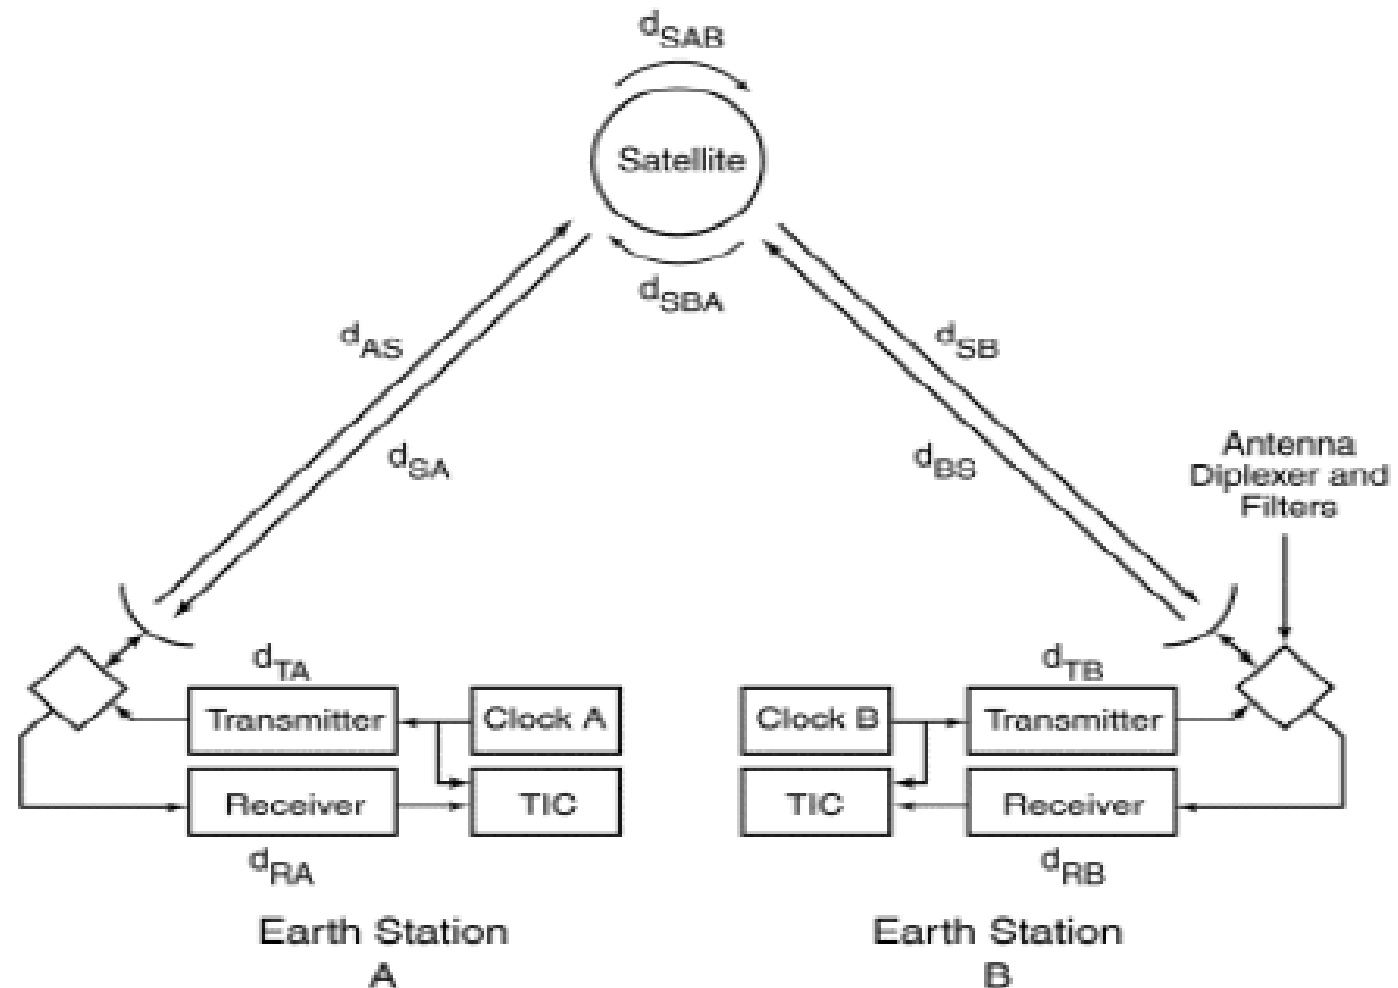 dSAB
Satellite
dSBA
dAS
dSB
dSA
dBS
Antenna
Diplexer and
Filters
dTA
dTB
Transmitter
Clock A
Clock B
Transmitter
Receiver
TIC
TIC
Receiver
dRA
dRB
Earth Station
A
Earth Station
B